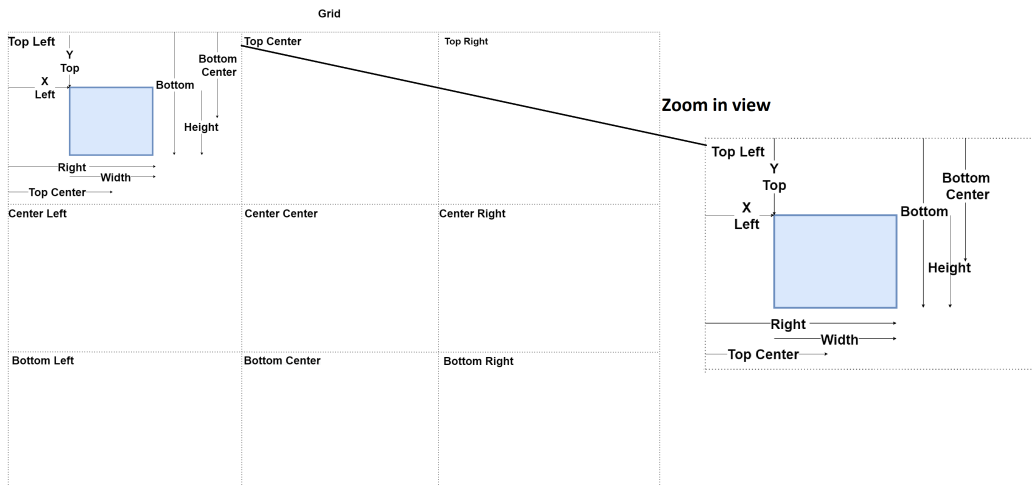 Grid
Top Left
Y
Top
X
Left
Bottom
Bottom
Center
Height
Right
Width
Top Center
Top Center
Top Right
Center Left
Center Center
Center Right
Bottom Left
Bottom Center
Bottom Right
Zoom in view
Top Left
Y
Top
X
Left
Bottom
Bottom
Center
Height
Right
Width
Top Center